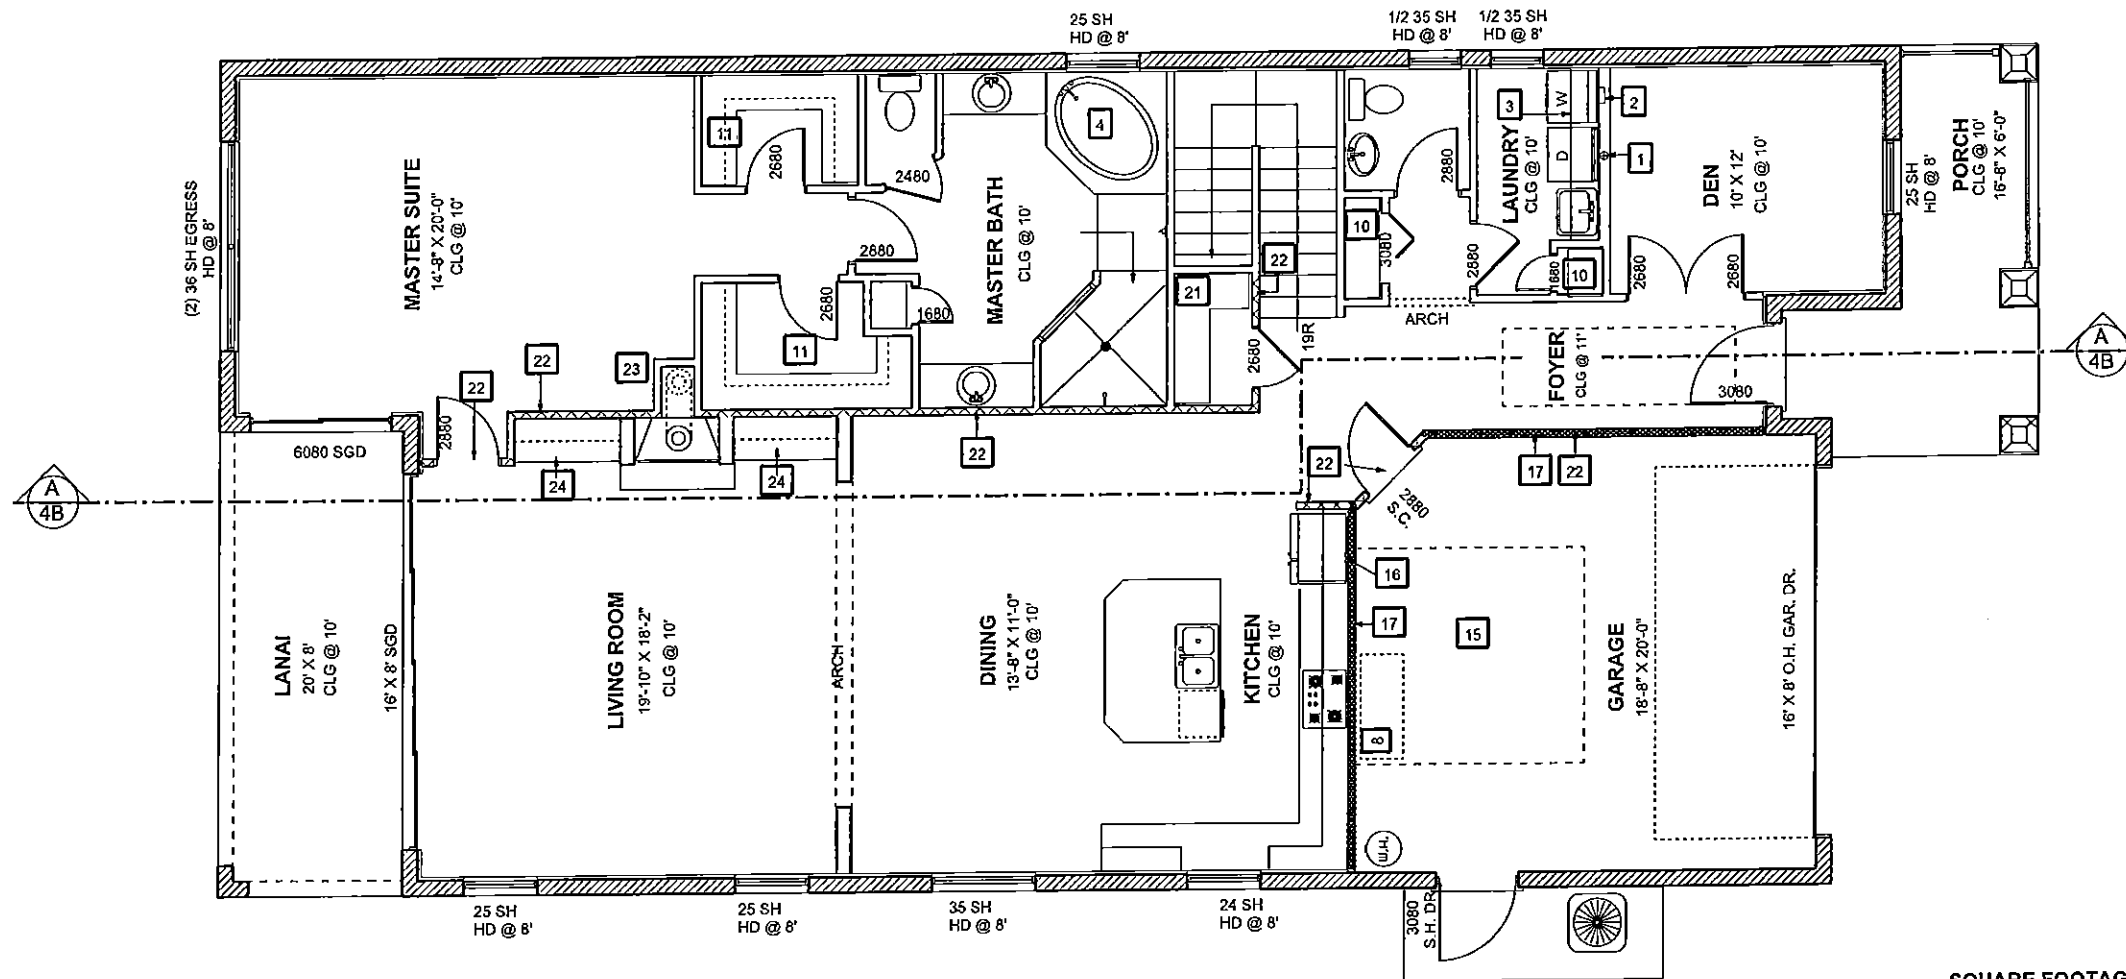 25 SH
HD @ 8'
1/2 35 SH
HD @ 8'
1/2 35 SH
HD @ 8'
(2) 36 SH EGRESS
HD @ 8'
MASTER SUITE
14'-8" X 20'-0"
CLG @ 10'
11
2680
2480
2880
MASTER BATH
CLG @ 10'
4
2680
11
1680
21
22
2680
19R
10
3080
2880
2880
LAUNDRY
CLG @ 10'
3
W
D
2
1
1680
10
DEN
10' X 12'
CLG @ 10'
2680
2680
25 SH
HD @ 8'
PORCH
CLG @ 10'
16'-8" X 6'-0"
ARCH
FOYER
CLG @ 11'
3080
A
4B
22
22
23
2880
6080 SGD
24
24
22
22
17
22
2880
S.C.
A
4B
LANAI
20' X 8'
CLG @ 10'
16' X 8' SGD
LIVING ROOM
19'-10" X 18'-2"
CLG @ 10'
ARCH
DINING
13'-8" X 11'-0"
CLG @ 10'
KITCHEN
CLG @ 10'
16
17
15
8
GARAGE
18'-8" X 20'-0"
16' X 8' O.H. GAR. DR.
W.H.
25 SH
HD @ 8'
25 SH
HD @ 8'
35 SH
HD @ 8'
24 SH
HD @ 8'
3080
S.H. DR.